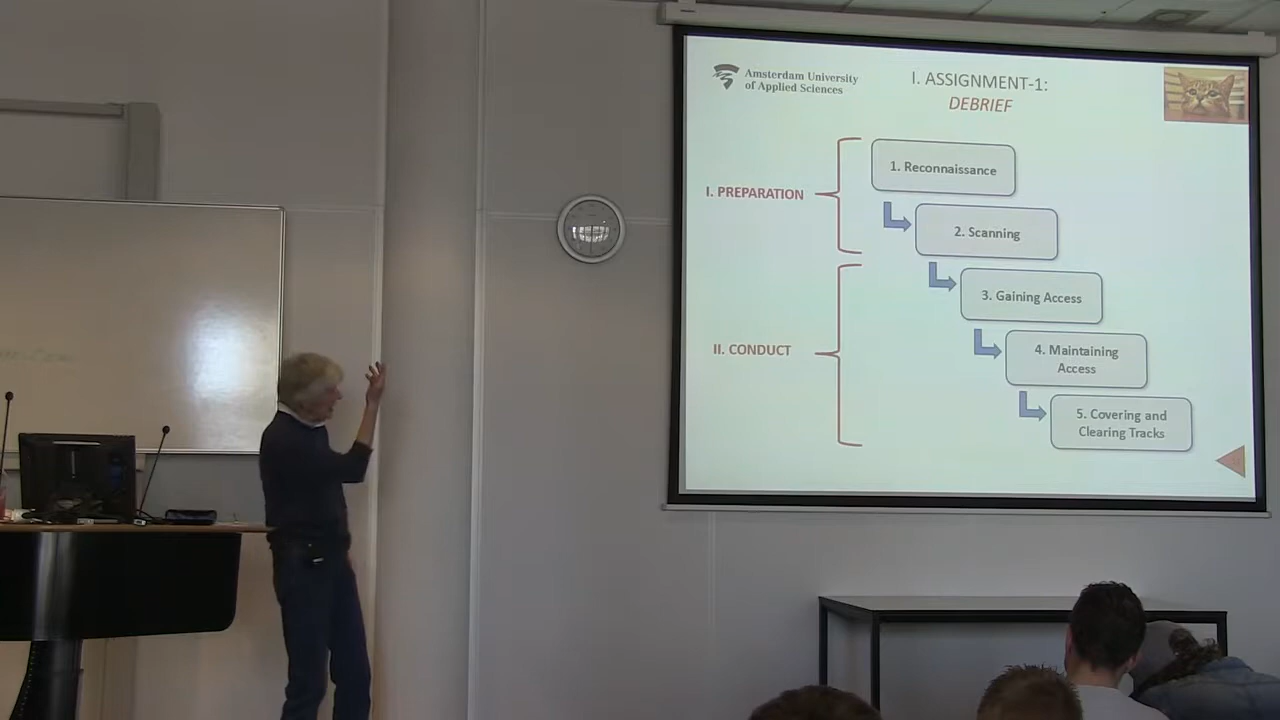 Amsterdam University
of Applied Sciences
I. ASSIGNMENT-1:
DEBRIEF
I. PREPARATION
1. Reconnaissance
2. Scanning
3. Gaining Access
II. CONDUCT
4. Maintaining
Access
5. Covering and
Clearing Tracks